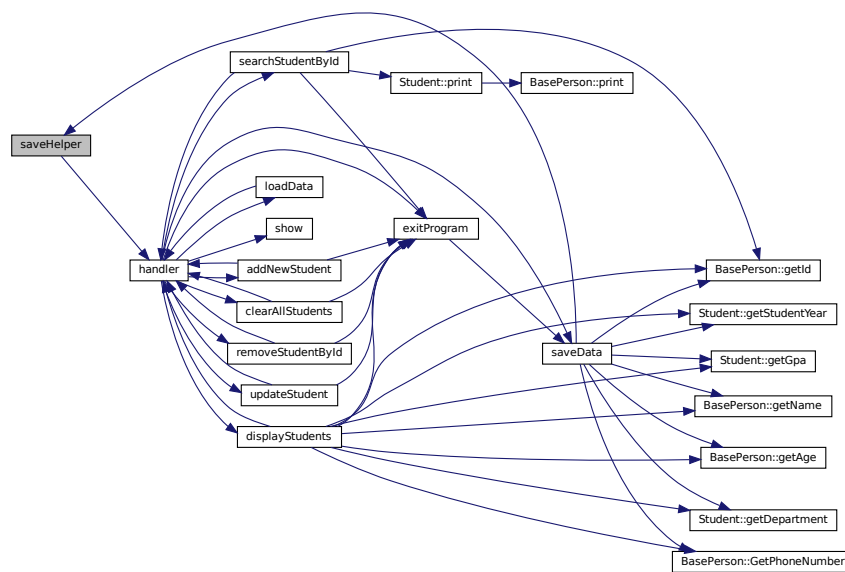 searchStudentById
Student::print
BasePerson::print
saveHelper
loadData
show
exitProgram
handler
addNewStudent
BasePerson::getId
clearAllStudents
Student::getStudentYear
removeStudentById
saveData
Student::getGpa
updateStudent
BasePerson::getName
displayStudents
BasePerson::getAge
Student::getDepartment
BasePerson::GetPhoneNumber